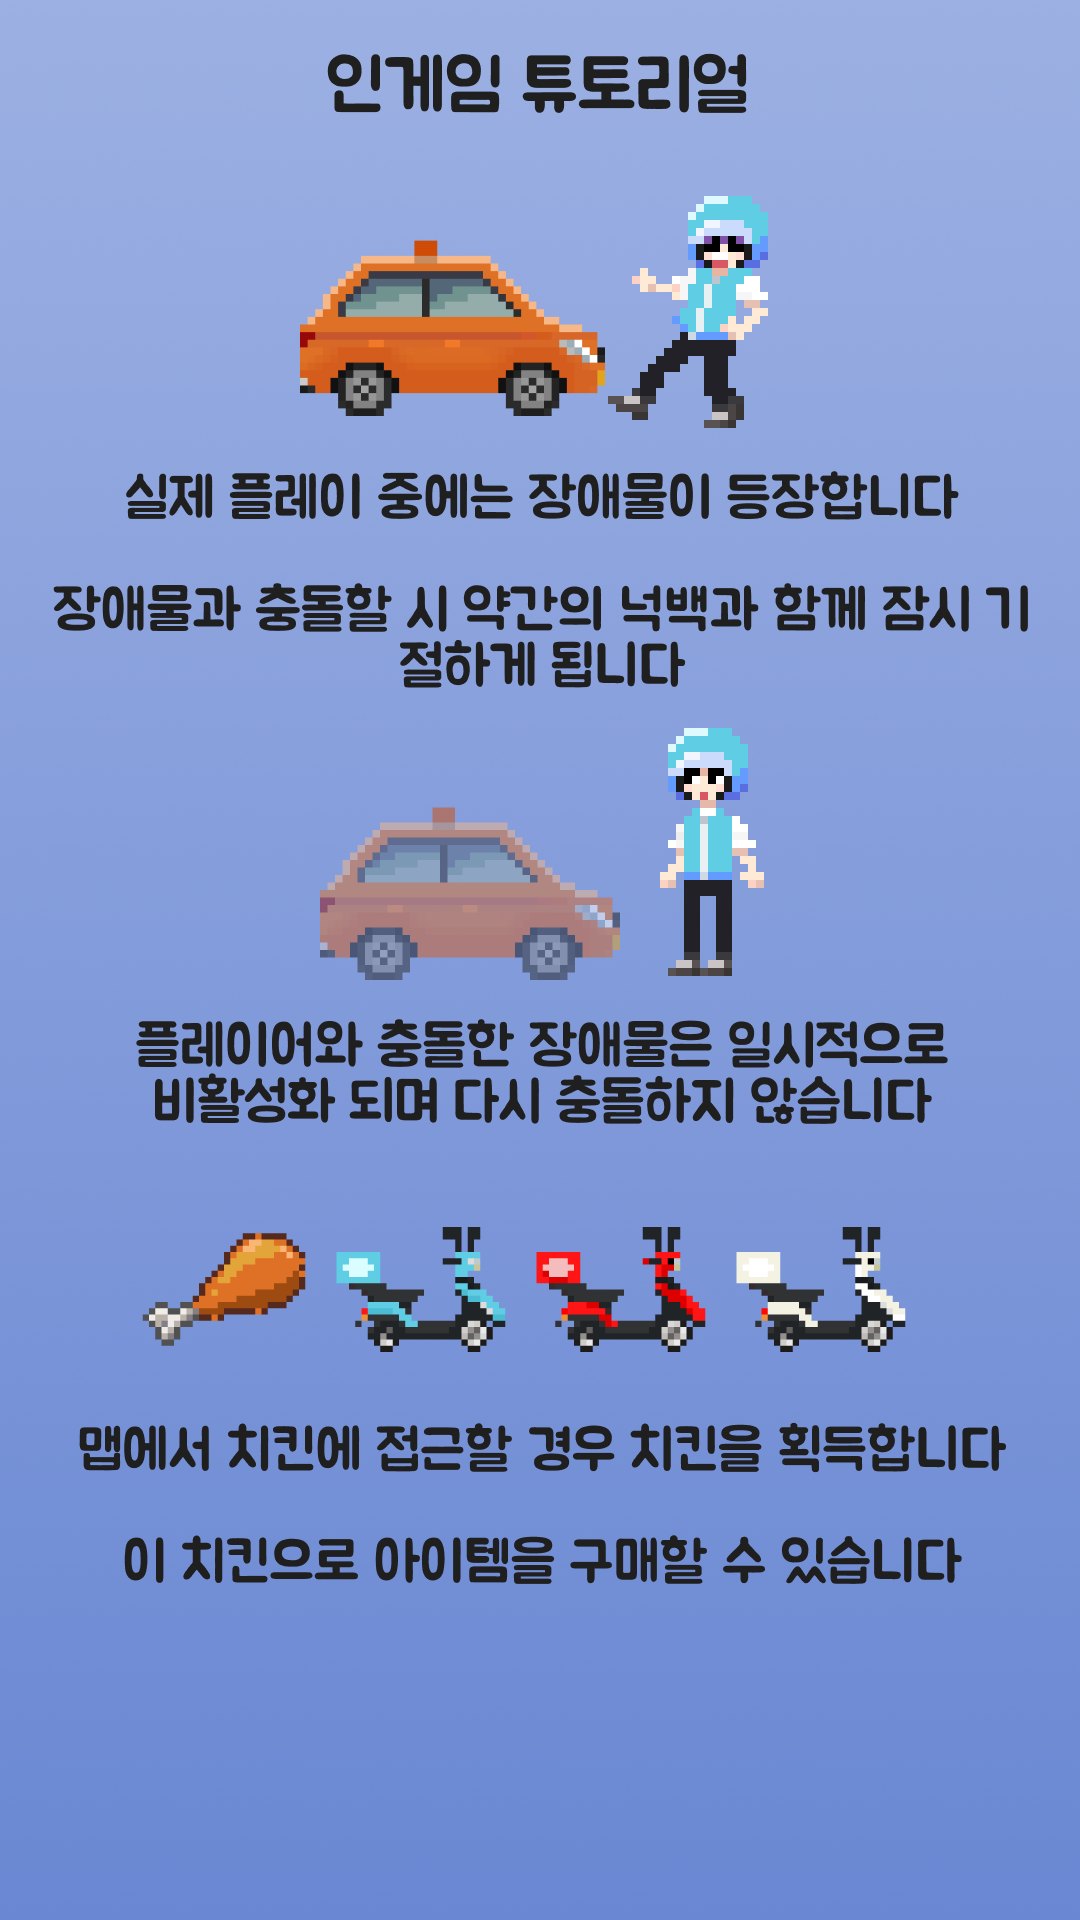 인게임 튜토리얼
실제 플레이 중에는 장애물이 등장합니다
장애물과 충돌할 시 약간의 넉백과 함께 잠시 기
절하게 됩니다
플레이어와 충돌한 장애물은 일시적으로
비활성화 되며 다시 충돌하지 않습니다
맵에서 치킨에 접근할 경우 치킨을 획득합니다
이 치킨으로 아이템을 구매할 수 있습니다